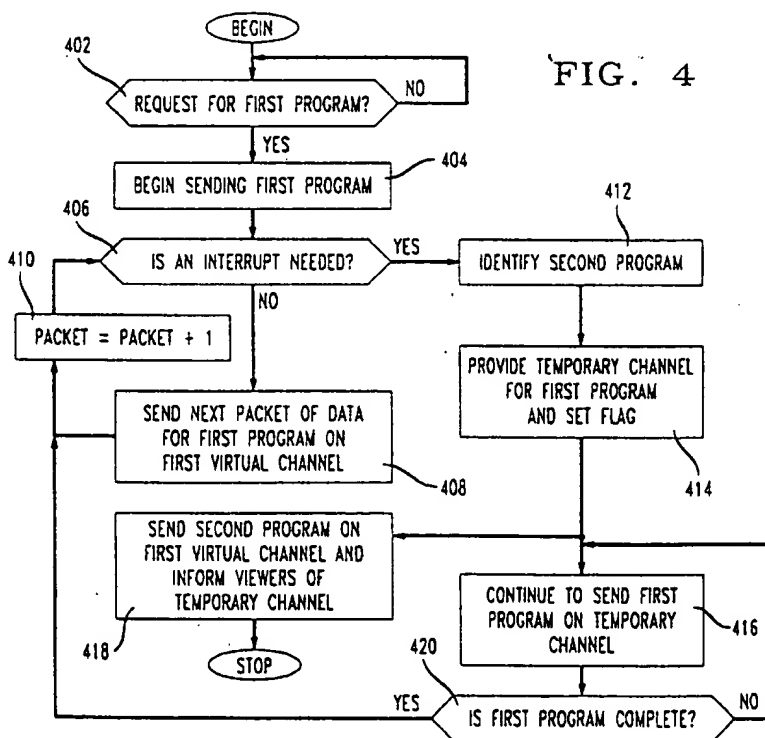 BEGIN
402
FIG. 4
REQUEST FOR FIRST PROGRAM?
NO
YES
404
BEGIN SENDING FIRST PROGRAM
412
406
IS AN INTERRUPT NEEDED?
YES
IDENTIFY SECOND PROGRAM
410
NO
PACKET = PACKET + 1
PROVIDE TEMPORARY CHANNEL
FOR FIRST PROGRAM
AND SET FLAG
414
SEND NEXT PACKET OF DATA
FOR FIRST PROGRAM ON
FIRST VIRTUAL CHANNEL
408
SEND SECOND PROGRAM ON
FIRST VIRTUAL CHANNEL AND
INFORM VIEWERS OF
TEMPORARY CHANNEL
418
STOP
CONTINUE TO SEND FIRST
PROGRAM ON TEMPORARY
CHANNEL
416
420
YES
IS FIRST PROGRAM COMPLETE?
NO